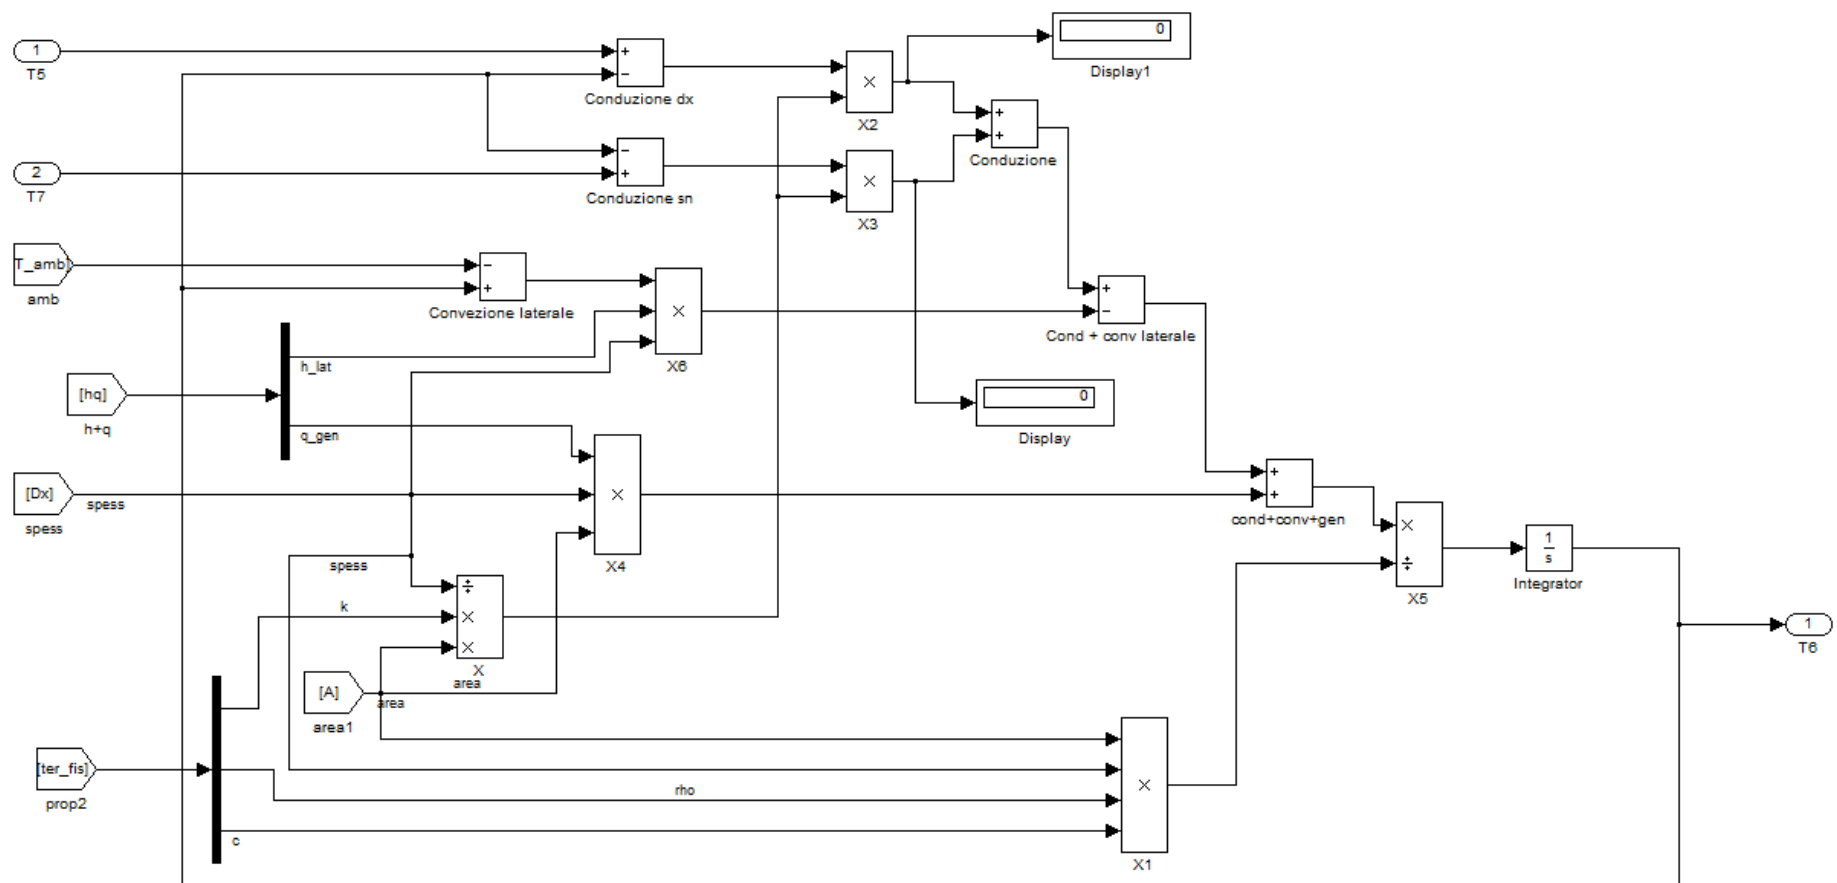 1
T5
+
−
Conduzione dx
×
X2
0
Display1
2
T7
−
+
Conduzione sn
×
X3
+
+
Conduzione
T_amb]
amb
−
+
Convezione laterale
×
X6
+
−
Cond + conv laterale
[hq]
h+q
h_lat
q_gen
0
Display
[Dx]
spess
spess
×
X4
+
+
cond+conv+gen
×
÷
X5
1
s
Integrator
1
T6
spess
k
÷
×
×
X
[A]
area1
area
area
[ter_fis]
prop2
rho
c
×
X1